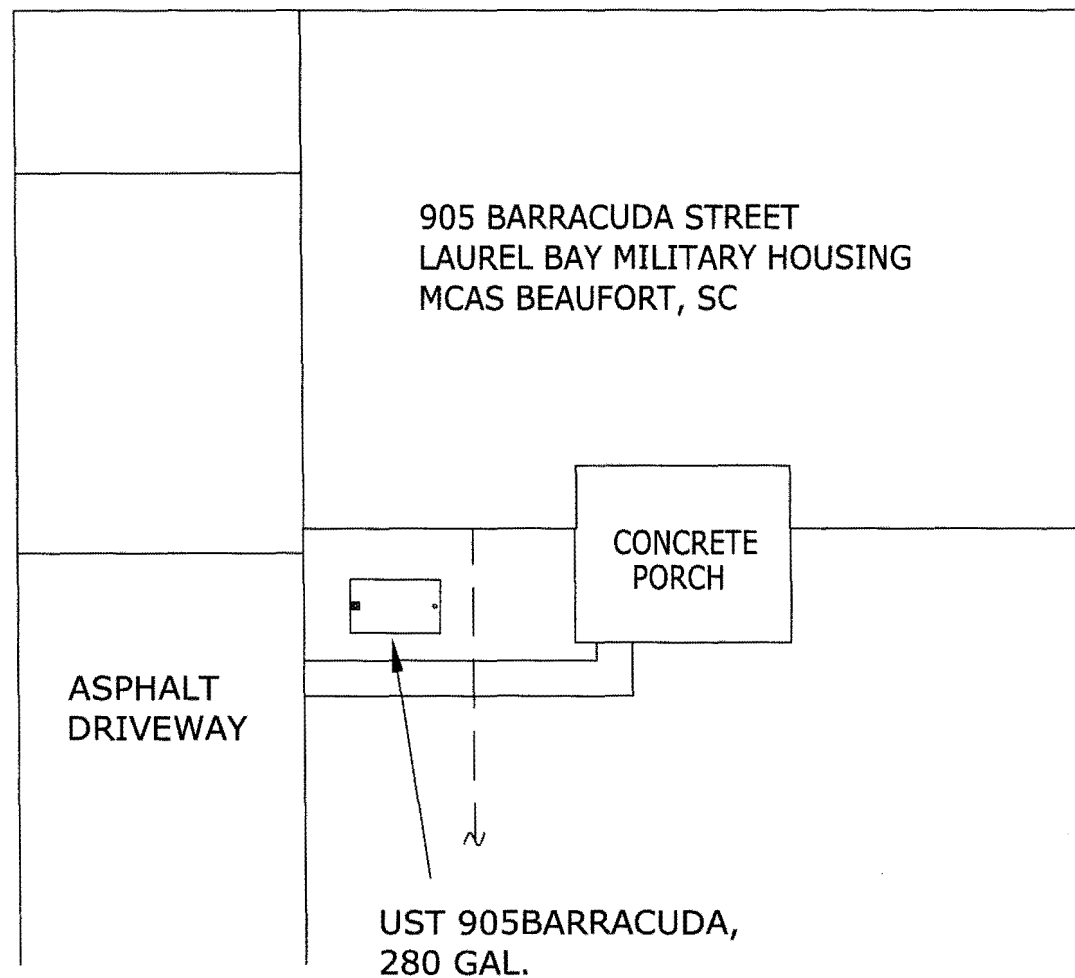 905 BARRACUDA STREET
LAUREL BAY MILITARY HOUSING
MCAS BEAUFORT, SC
CONCRETE
PORCH
ASPHALT
DRIVEWAY
UST 905BARRACUDA,
280 GAL.